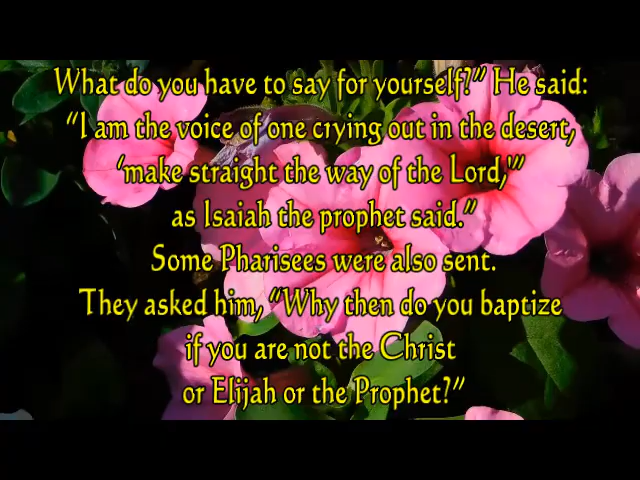 What do you have to say for yourself?” He said:
“I am the voice of one crying out in the desert,
‘make straight the way of the Lord,’”
as Isaiah the prophet said.”
Some Pharisees were also sent.
They asked him, “Why then do you baptize
if you are not the Christ
or Elijah or the Prophet?”